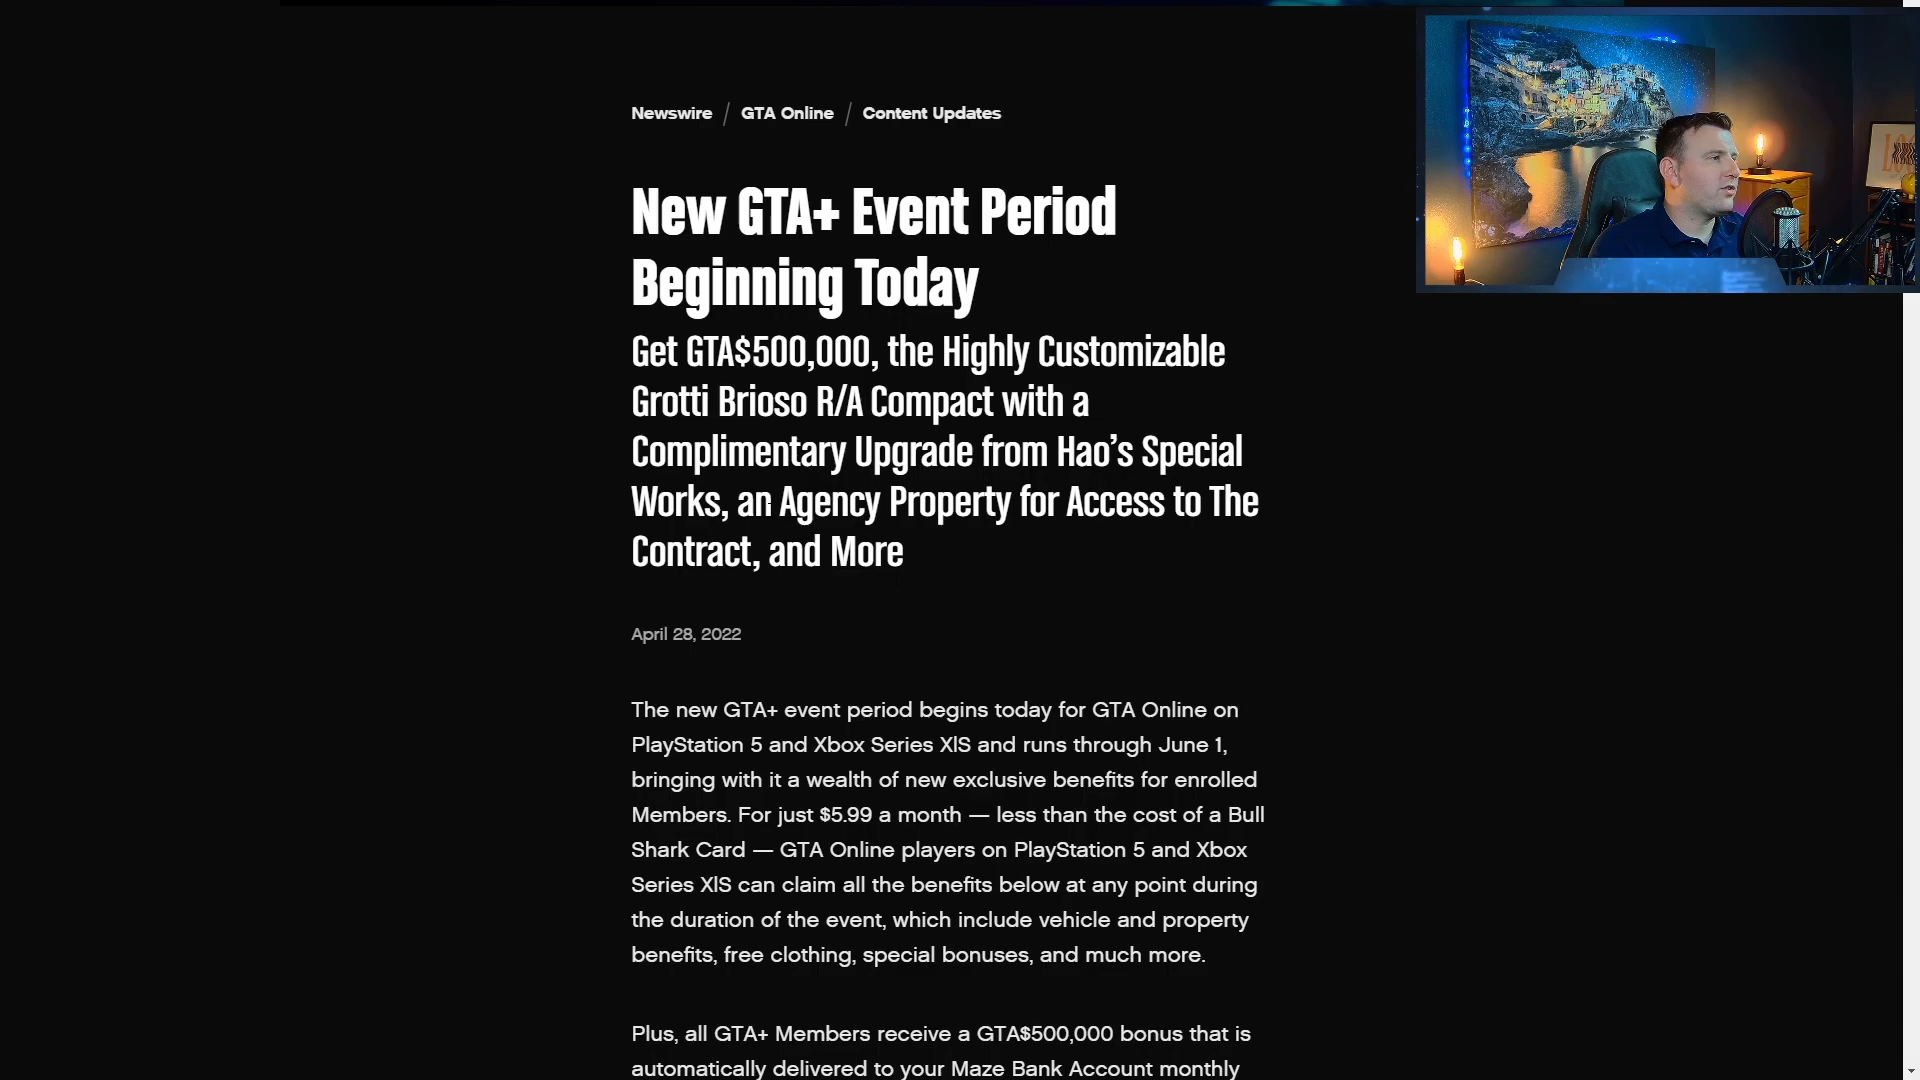 Newswire / GTA Online / Content Updates
New GTA+ Event Period
Beginning Today
Get GTA$500,000, the Highly Customizable
Grotti Brioso R/A Compact with a
Complimentary Upgrade from Hao’s Special
Works, an Agency Property for Access to The
Contract, and More
April 28, 2022
The new GTA+ event period begins today for GTA Online on
PlayStation 5 and Xbox Series X|S and runs through June 1,
bringing with it a wealth of new exclusive benefits for enrolled
Members. For just $5.99 a month — less than the cost of a Bull
Shark Card — GTA Online players on PlayStation 5 and Xbox
Series X|S can claim all the benefits below at any point during
the duration of the event, which include vehicle and property
benefits, free clothing, special bonuses, and much more.
Plus, all GTA+ Members receive a GTA$500,000 bonus that is
automatically delivered to your Maze Bank Account monthly